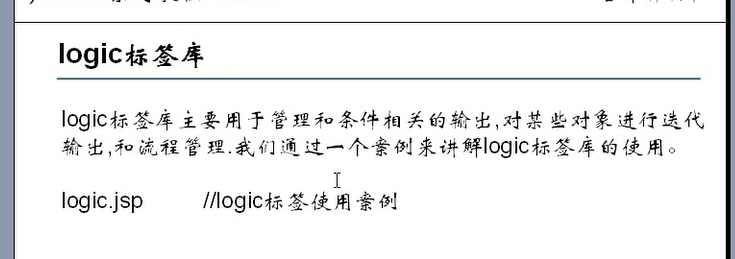 logic标签库
logic标签库主要用于管理和条件相关的输出,对某些对象进行迭代
输出,和流程管理.我们通过一个案例来讲解logic标签库的使用。
logic.jsp //logic标签使用案例